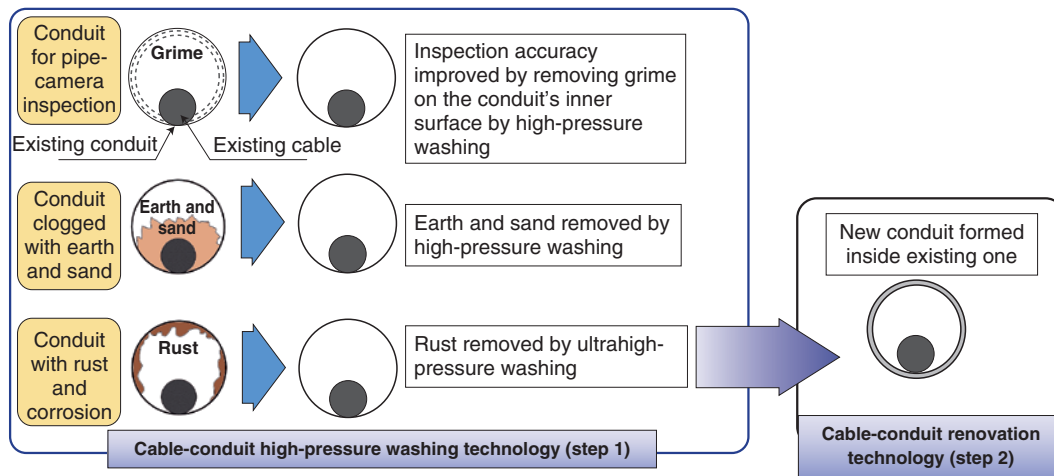 Conduit
for pipe-
camera
inspection
Grime
Existing conduit
Existing cable
Inspection accuracy
improved by removing grime
on the conduit's inner
surface by high-pressure
washing
Conduit
clogged
with earth
and sand
Earth and
sand
Earth and sand removed by
high-pressure washing
Conduit
with rust
and
corrosion
Rust
Rust removed by ultrahigh-
pressure washing
Cable-conduit high-pressure washing technology (step 1)
New conduit formed
inside existing one
Cable-conduit renovation
technology (step 2)